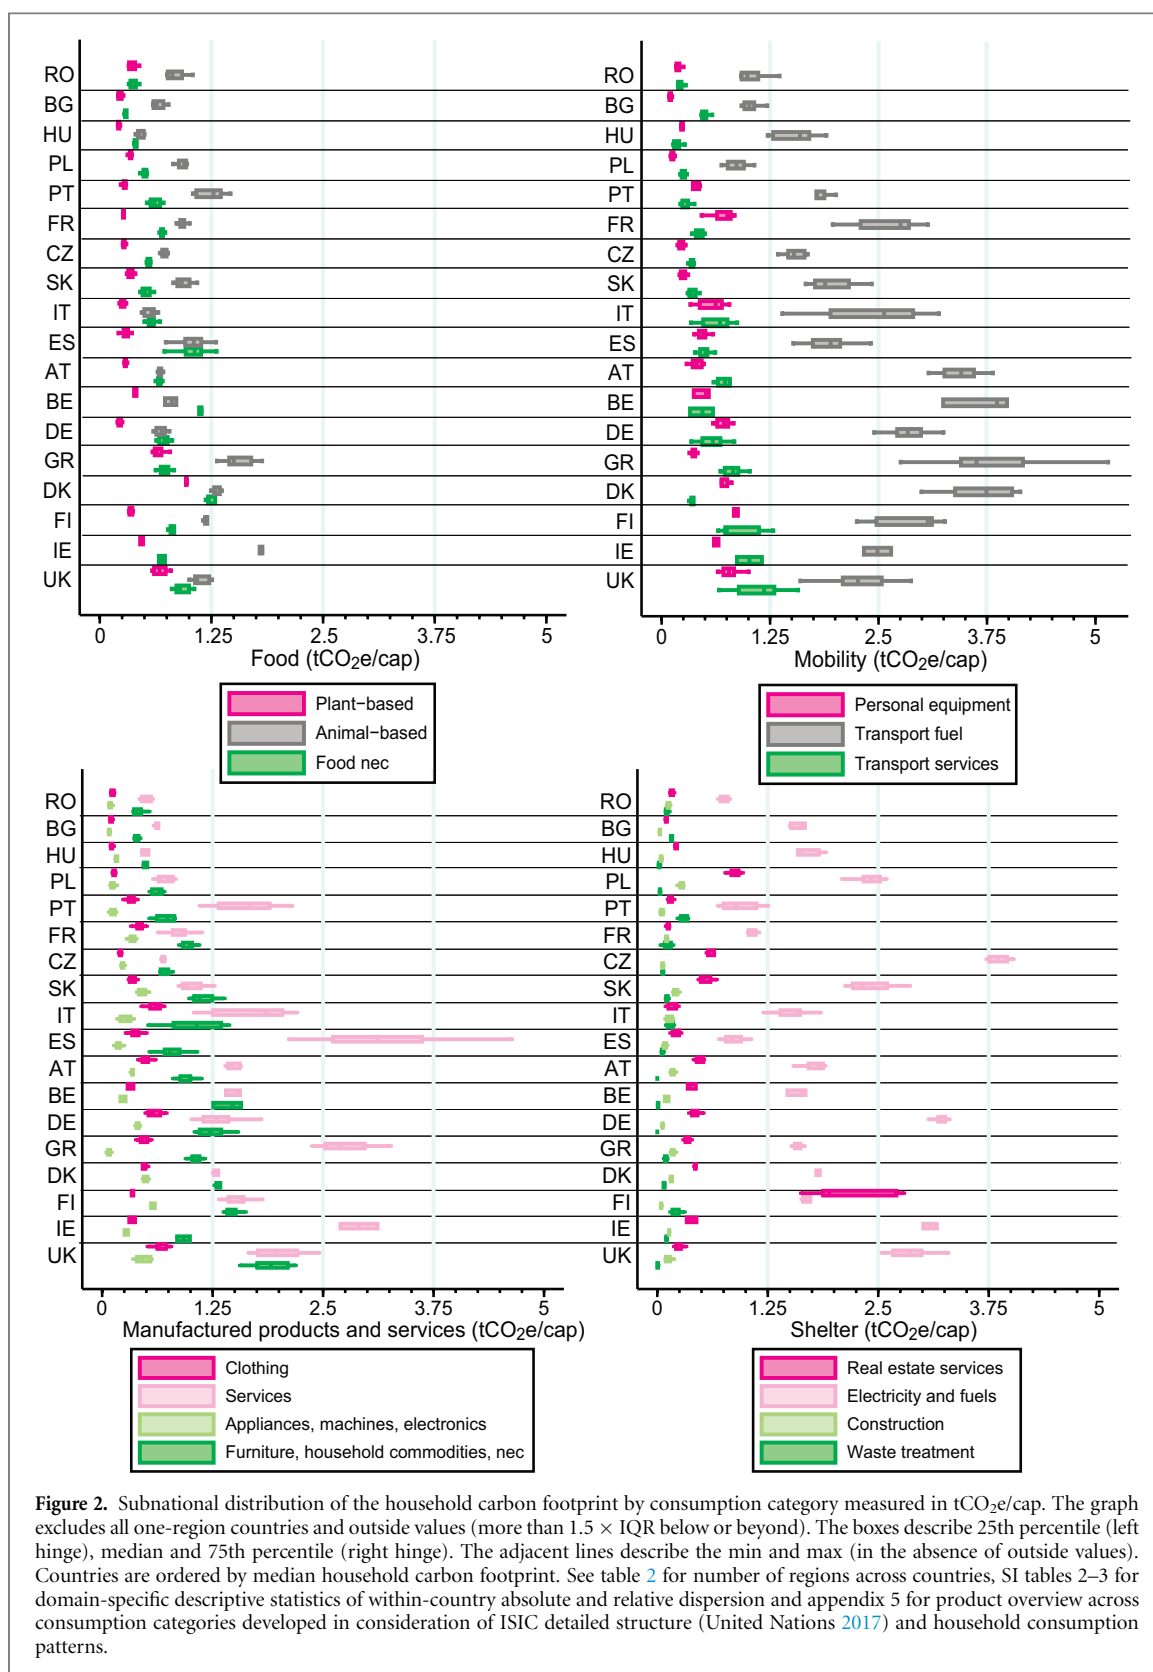 RO
BG
HU
PL
PT
FR
CZ
SK
IT
ES
AT
BE
DE
GR
DK
FI
IE
UK
0 1.25 2.5 3.75 5
Food (tCO₂e/cap)
Plant−based
Animal−based
Food nec
RO
BG
HU
PL
PT
FR
CZ
SK
IT
ES
AT
BE
DE
GR
DK
FI
IE
UK
0 1.25 2.5 3.75 5
Mobility (tCO₂e/cap)
Personal equipment
Transport fuel
Transport services
RO
BG
HU
PL
PT
FR
CZ
SK
IT
ES
AT
BE
DE
GR
DK
FI
IE
UK
0 1.25 2.5 3.75 5
Manufactured products and services (tCO₂e/cap)
Clothing
Services
Appliances, machines, electronics
Furniture, household commodities, nec
RO
BG
HU
PL
PT
FR
CZ
SK
IT
ES
AT
BE
DE
GR
DK
FI
IE
UK
0 1.25 2.5 3.75 5
Shelter (tCO₂e/cap)
Real estate services
Electricity and fuels
Construction
Waste treatment
Figure 2. Subnational distribution of the household carbon footprint by consumption category measured in tCO₂e/cap. The graph
excludes all one-region countries and outside values (more than 1.5 × IQR below or beyond). The boxes describe 25th percentile (left
hinge), median and 75th percentile (right hinge). The adjacent lines describe the min and max (in the absence of outside values).
Countries are ordered by median household carbon footprint. See table 2 for number of regions across countries, SI tables 2–3 for
domain-specific descriptive statistics of within-country absolute and relative dispersion and appendix 5 for product overview across
consumption categories developed in consideration of ISIC detailed structure (United Nations 2017) and household consumption
patterns.